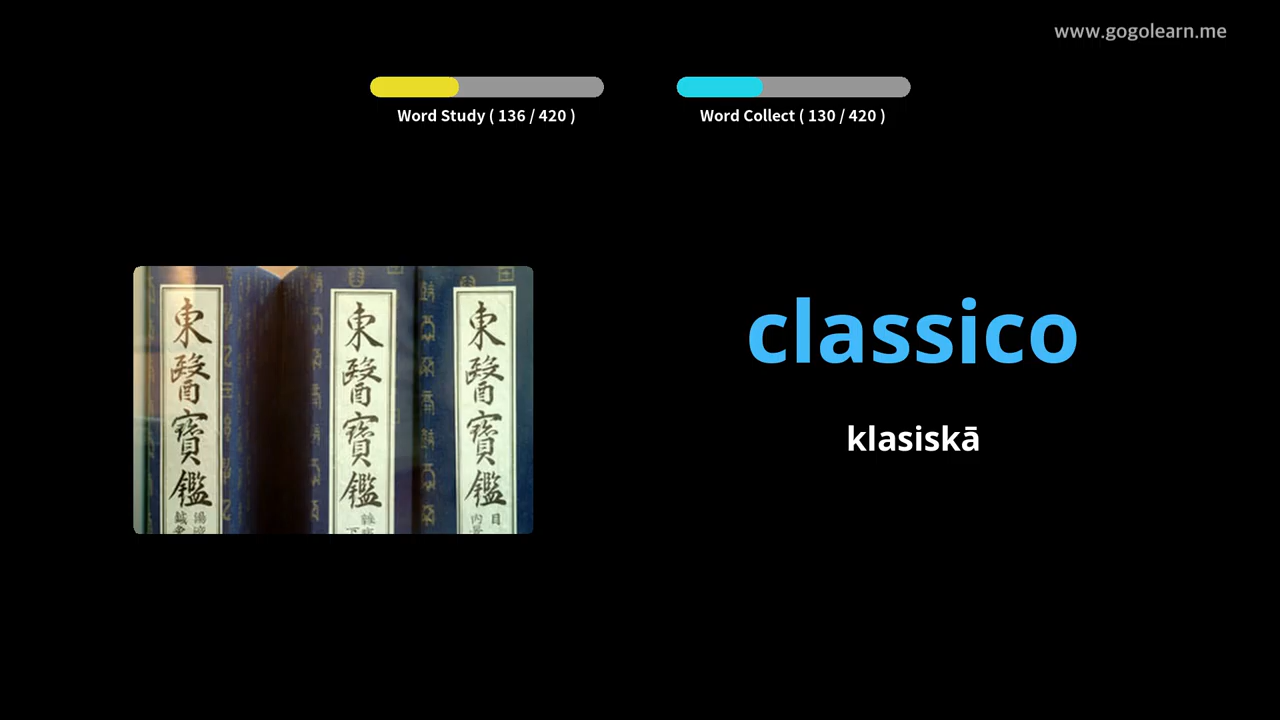 www.gogolearn.me
Word Study ( 136 / 420 )
Word Collect ( 130 / 420 )
東醫寶鑑
東醫寶鑑
東醫寶鑑
classico
klasiskā